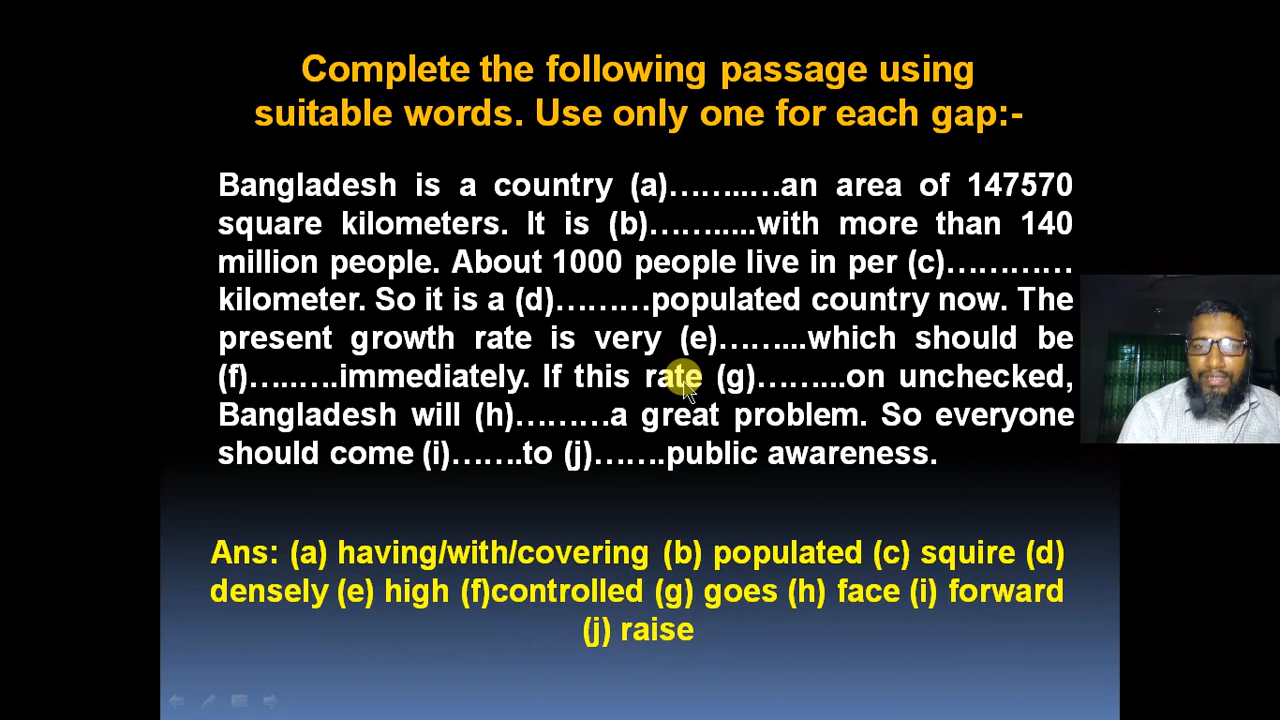 Complete the following passage using
suitable words. Use only one for each gap:-
Bangladesh is a country (a)……..…an area of 147570
square kilometers. It is (b)…….....with more than 140
million people. About 1000 people live in per (c)…………
kilometer. So it is a (d)………populated country now. The
present growth rate is very (e)……...which should be
(f)…..….immediately. If this rate (g)……...on unchecked,
Bangladesh will (h)………a great problem. So everyone
should come (i)…….to (j)…….public awareness.
Ans: (a) having/with/covering (b) populated (c) squire (d)
densely (e) high (f)controlled (g) goes (h) face (i) forward
(j) raise